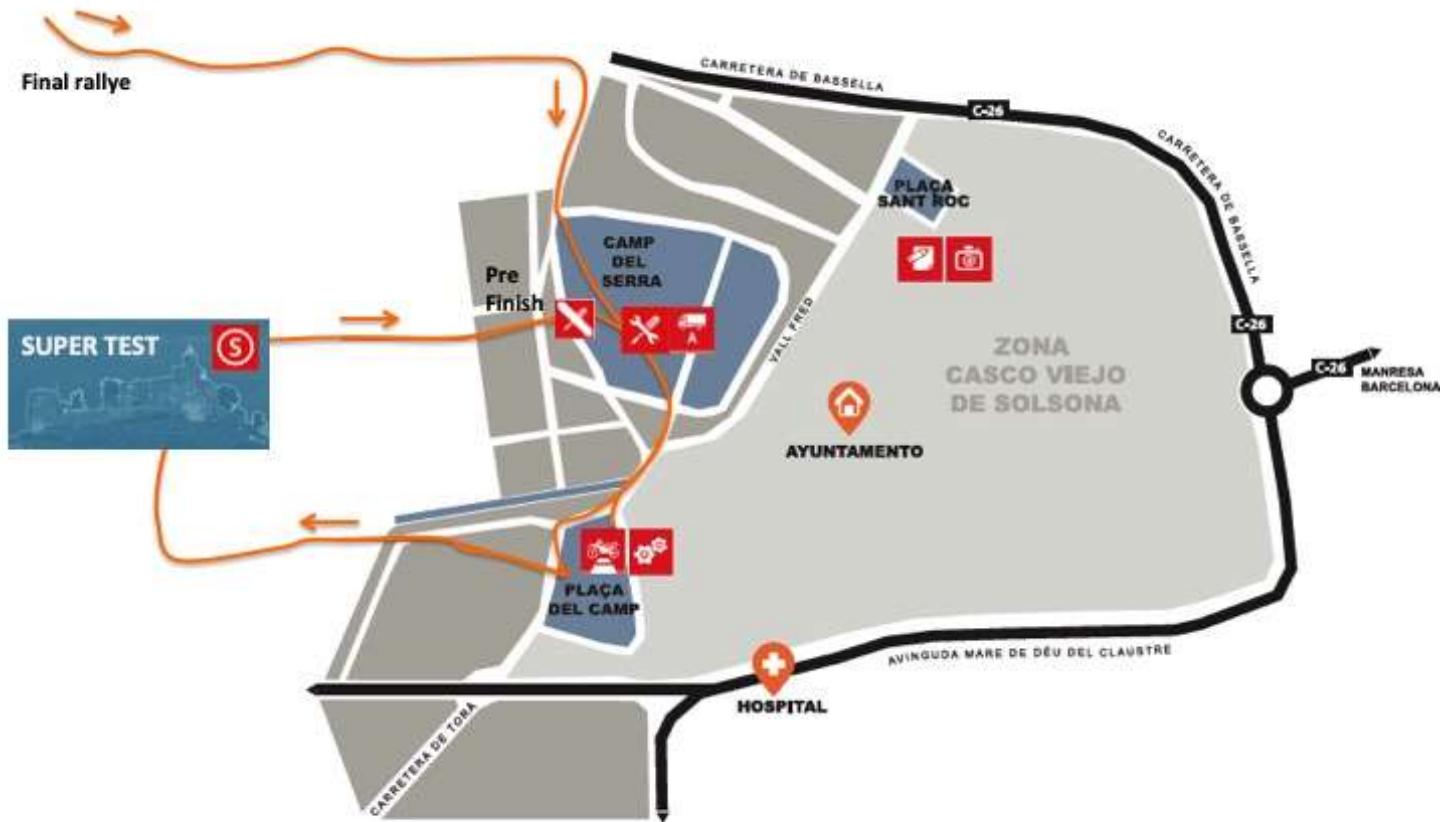 Final rallye
CARRETERA DE BASSELLA
C-26
CARRETERA DE BASSELLA
PLAÇA
SANT ROC
CAMP
DEL
SERRA
Pre
Finish
A
VALL FRED
SUPER TEST
S
C-26
ZONA
CASCO VIEJO
DE SOLSONA
C-26
MANRESA
BARCELONA
AYUNTAMENTO
PLAÇA
DEL CAMP
AVINGUDA MARE DE DÉU DEL CLAUSTRE
HOSPITAL
CARRETERA DE TORA